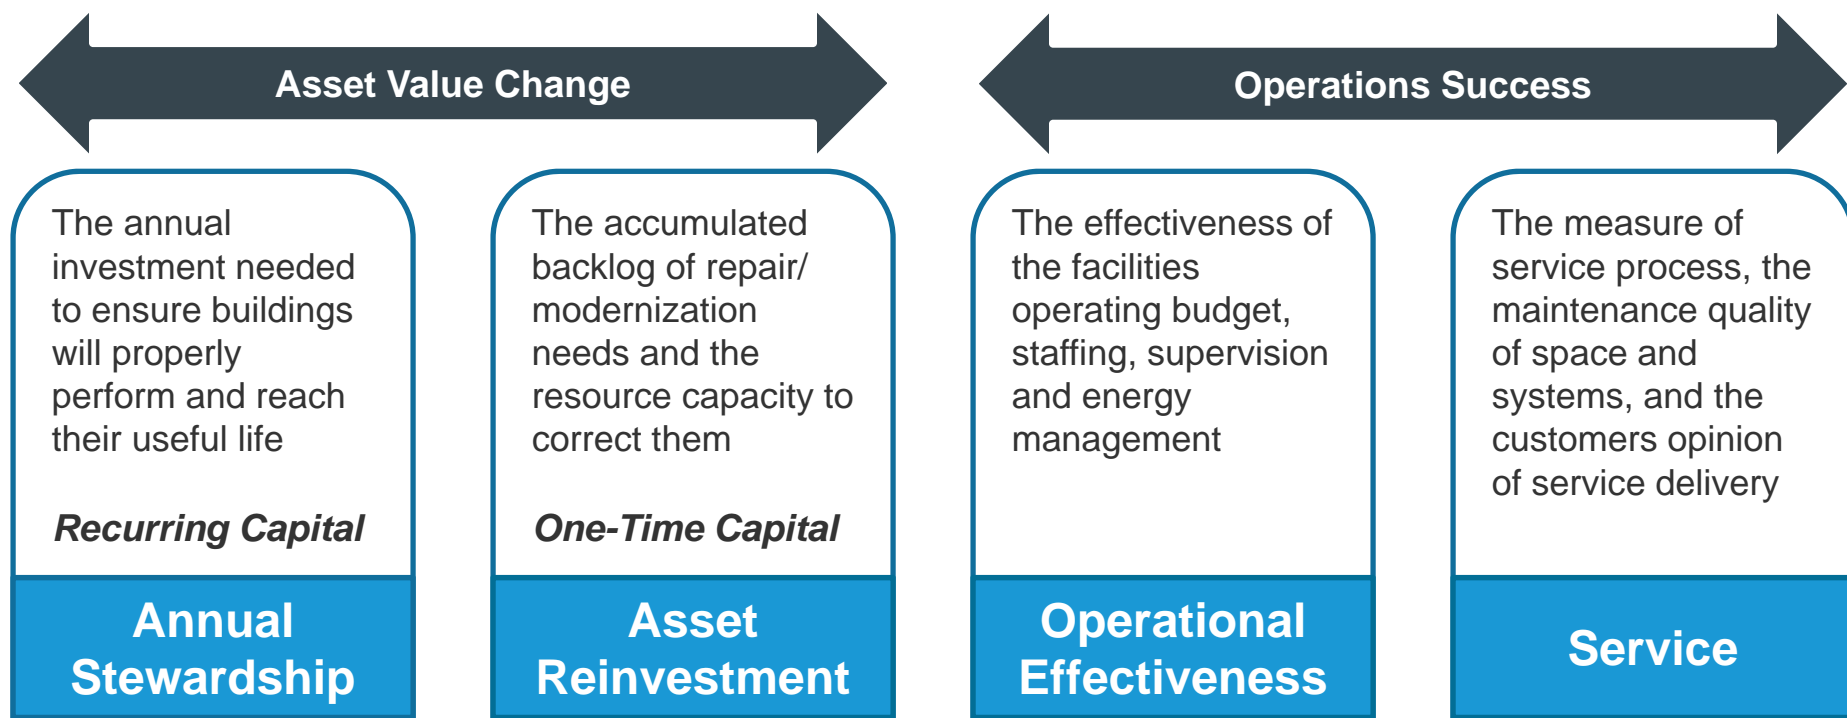 Asset Value Change
Operations Success
The annual
investment needed
to ensure buildings
will properly
perform and reach
their useful life
Recurring Capital
Annual
Stewardship
The accumulated
backlog of repair/
modernization
needs and the
resource capacity to
correct them
One-Time Capital
Asset
Reinvestment
The effectiveness of
the facilities
operating budget,
staffing, supervision
and energy
management
Operational
Effectiveness
The measure of
service process, the
maintenance quality
of space and
systems, and the
customers opinion
of service delivery
Service